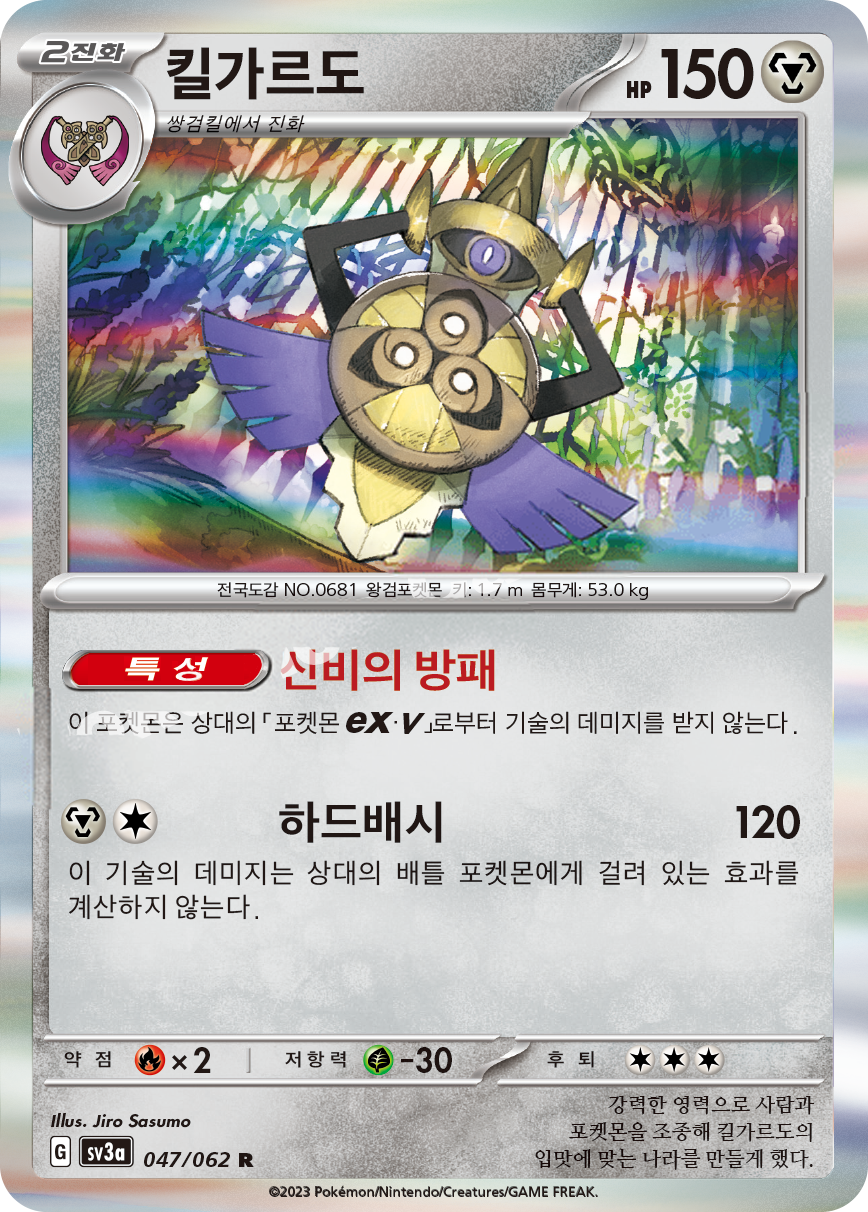 2진화
킬가르도
HP 150
쌍검킬에서 진화
전국도감 NO.0681 왕검포켓몬 키: 1.7 m 몸무게: 53.0 kg
특성 신비의 방패
이 포켓몬은 상대의 「포켓몬 ex·V」로부터 기술의 데미지를 받지 않는다.
하드배시 120
이 기술의 데미지는 상대의 배틀 포켓몬에게 걸려 있는 효과를
계산하지 않는다.
약점 ×2 저항력 -30 후퇴
Illus. Jiro Sasumo
G sv3a 047/062 R
강력한 영력으로 사람과
포켓몬을 조종해 킬가르도의
입맛에 맞는 나라를 만들게 했다.
©2023 Pokémon/Nintendo/Creatures/GAME FREAK.